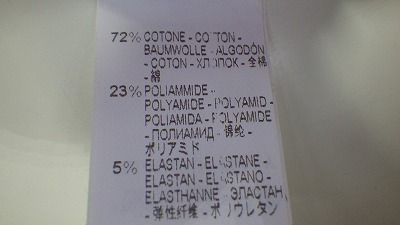 72% COTONE - COTTON -
BAUMWOLLE - ALGODÓN
- COTON - ХЛОПОК - 全棉
- 綿
23% POLIAMMIDE -
POLYAMIDE - POLYAMID -
POLIAMIDA - POLYAMIDE
- ПОЛИАМИД - 锦纶 -
ポリアミド
5% ELASTAN - ELASTANE -
ELASTAN - ELASTANO -
ELASTHANNE - ЭЛАСТАН,
- 弹性纤维 - ポリウレタン